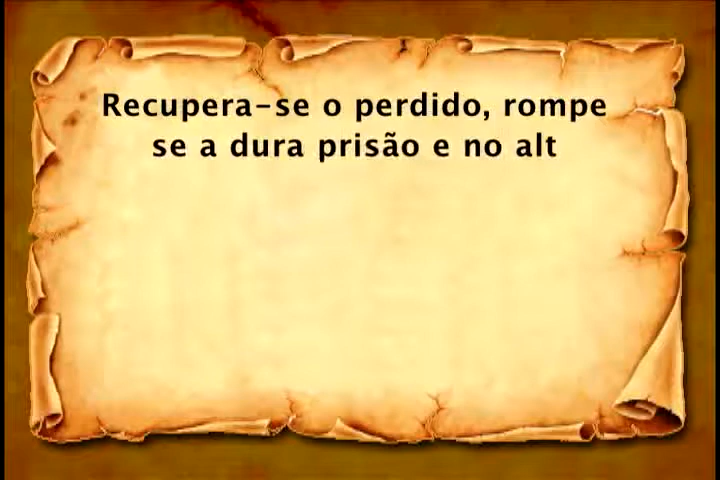 Recupera-se o perdido, rompe
se a dura prisão e no alt